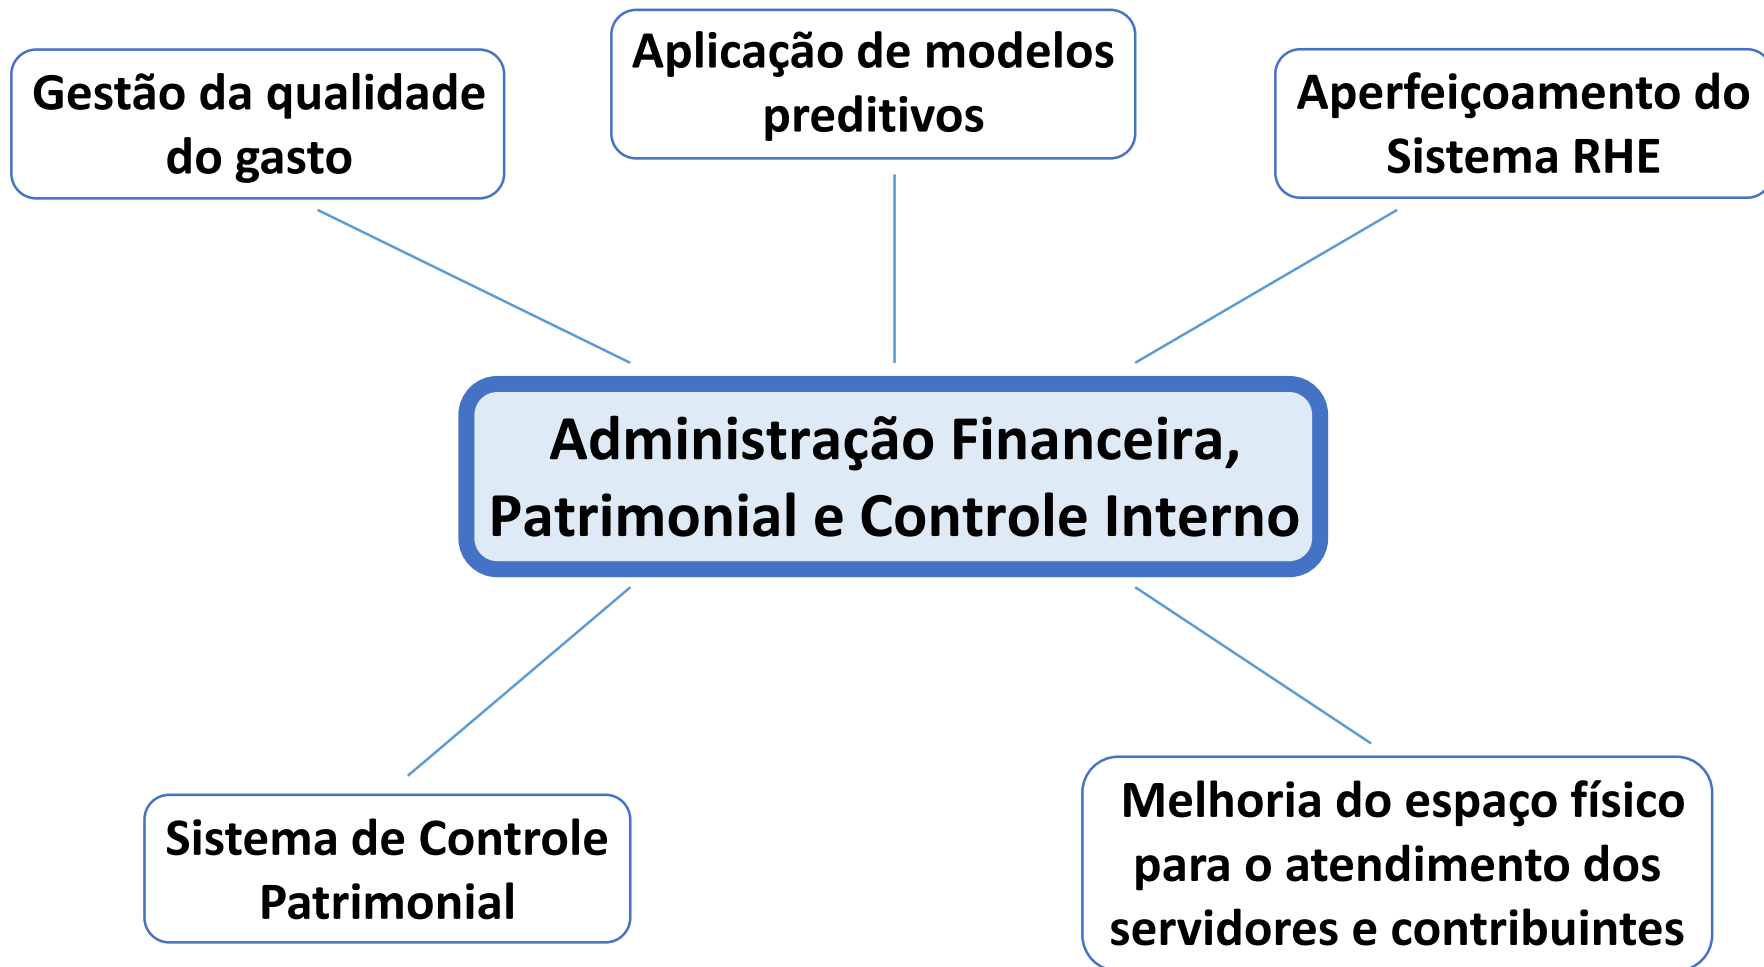 Gestão da qualidade
do gasto
Aplicação de modelos
preditivos
Aperfeiçoamento do
Sistema RHE
Administração Financeira,
Patrimonial e Controle Interno
Sistema de Controle
Patrimonial
Melhoria do espaço físico
para o atendimento dos
servidores e contribuintes